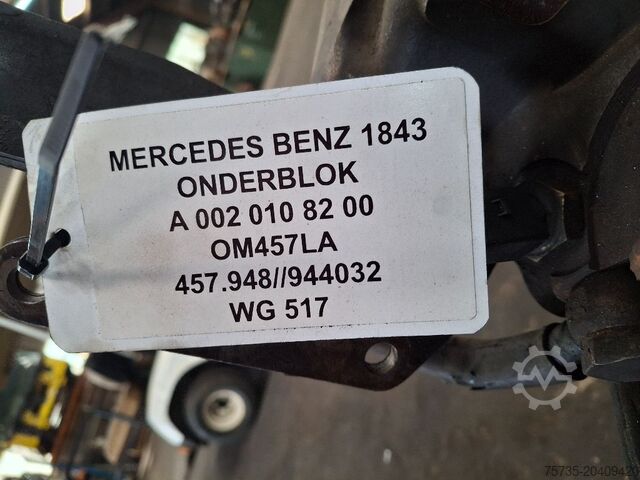 MERCEDES BENZ 1843
ONDERBLOK
A 002 010 82 00
OM457LA
457.948//944032
WG 517
75735-20409420